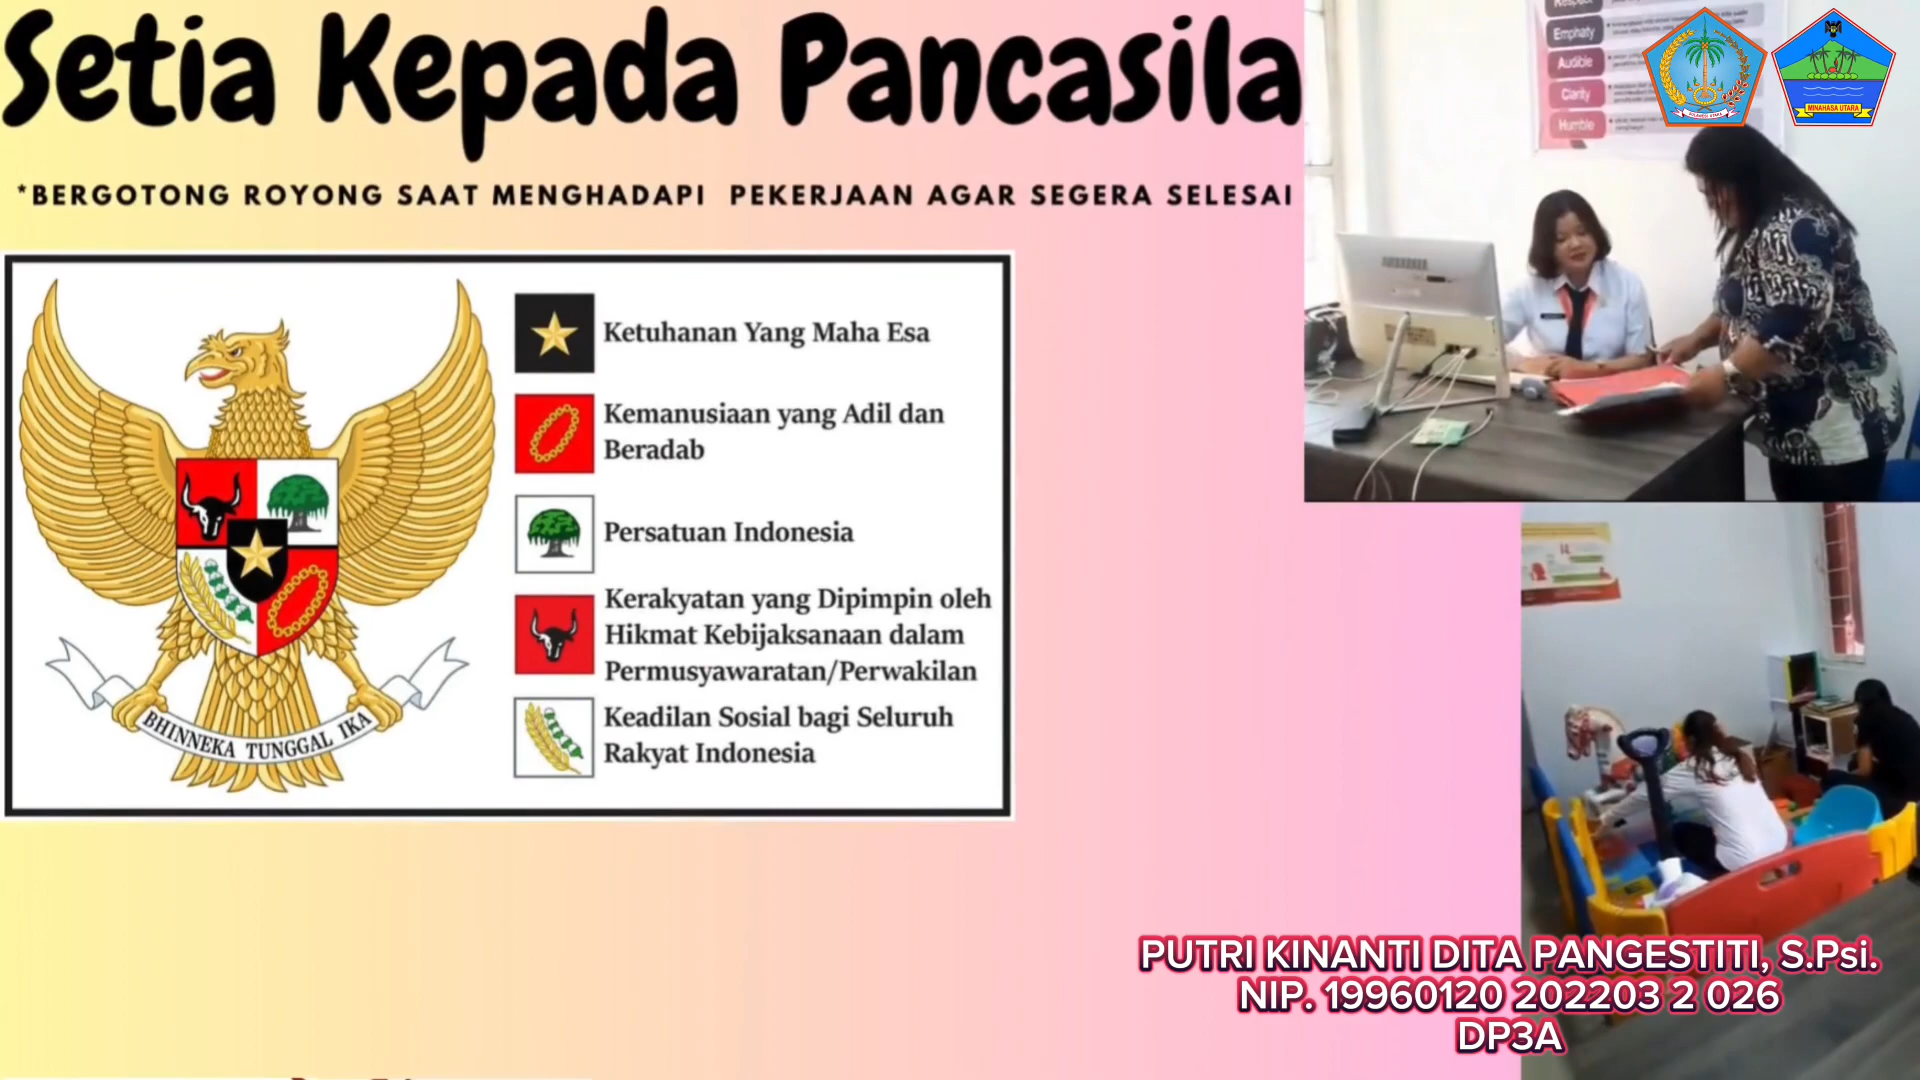 Setia Kepada Pancasila
*BERGOTONG ROYONG SAAT MENGHADAPI PEKERJAAN AGAR SEGERA SELESAI
Ketuhanan Yang Maha Esa
Kemanusiaan yang Adil dan
Beradab
Persatuan Indonesia
Kerakyatan yang Dipimpin oleh
Hikmat Kebijaksanaan dalam
Permusyawaratan/Perwakilan
Keadilan Sosial bagi Seluruh
Rakyat Indonesia
BHINNEKA TUNGGAL IKA
Respect
Emphaty
Audible
Clarity
Humble
MINAHASA UTARA
PUTRI KINANTI DITA PANGESTITI, S.Psi.
NIP. 19960120 202203 2 026
DP3A